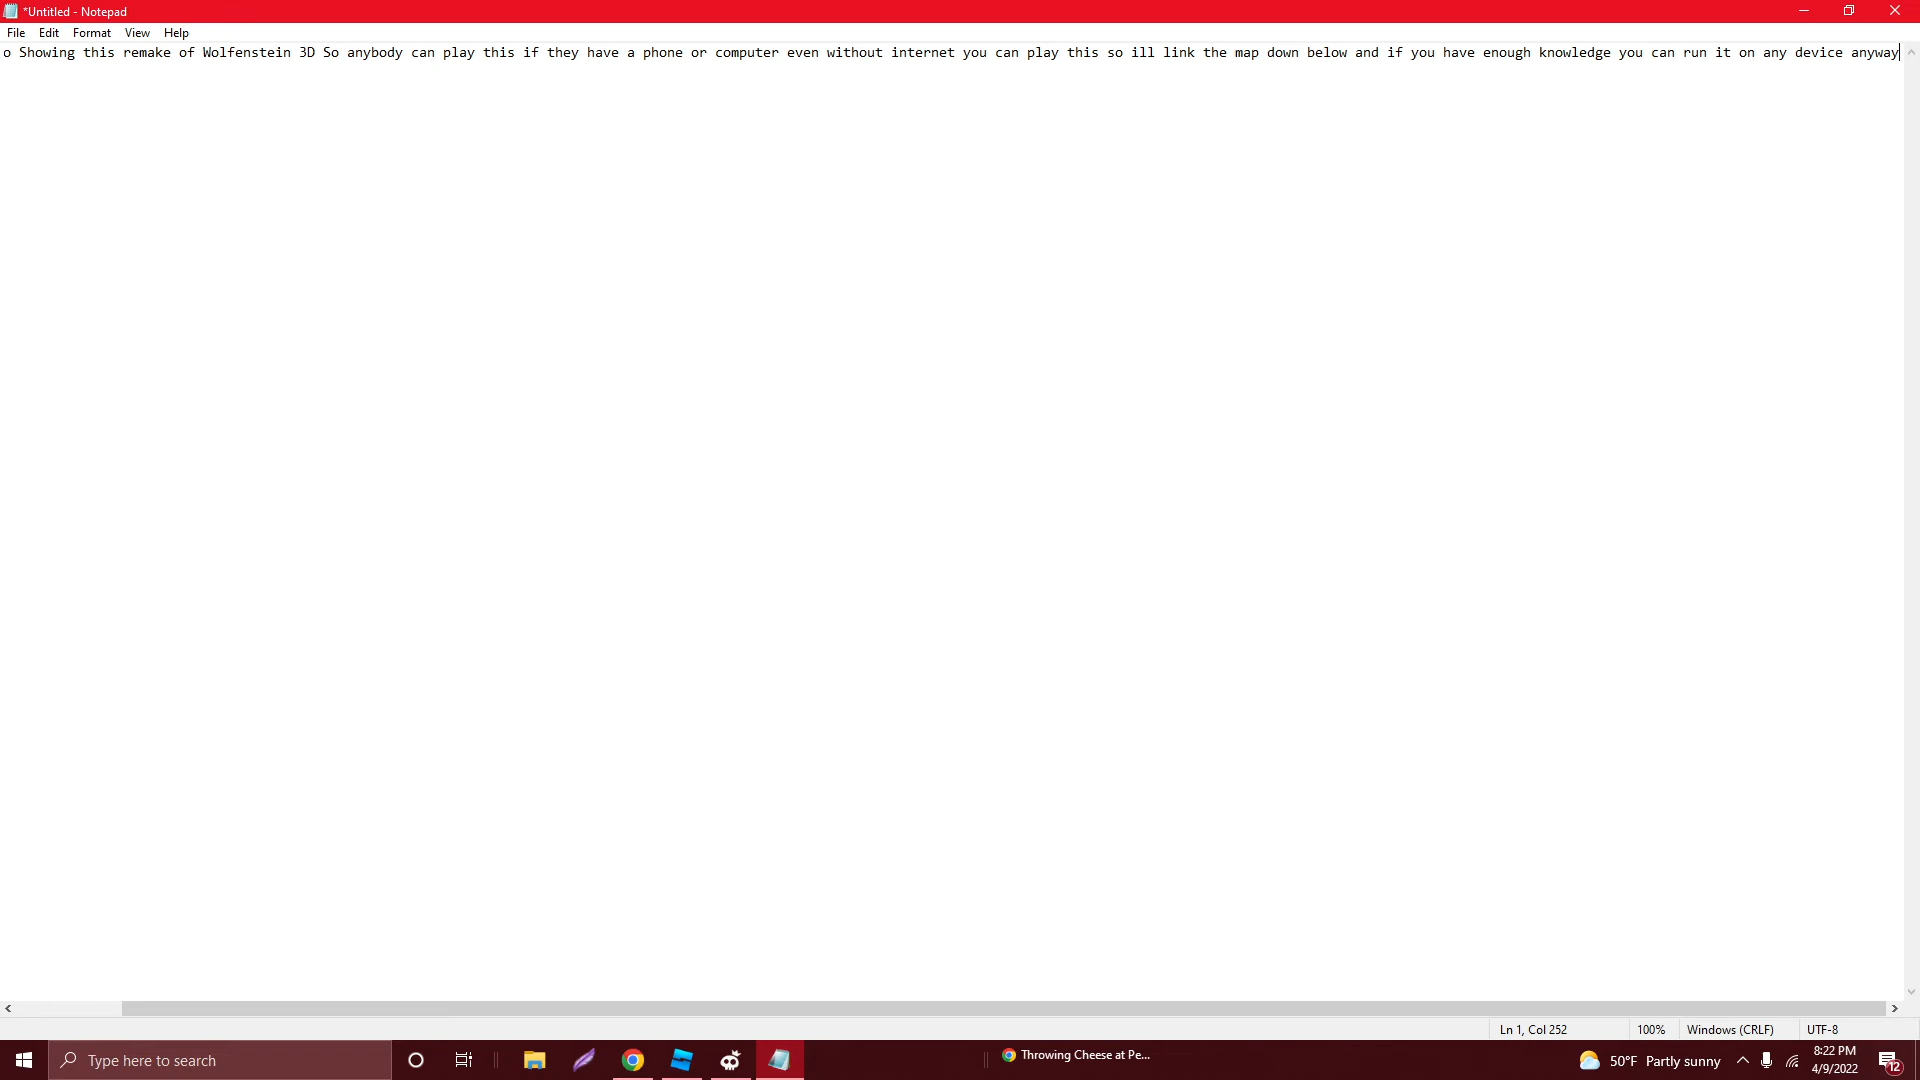 *Untitled - Notepad
File Edit Format View Help
o Showing this remake of Wolfenstein 3D So anybody can play this if they have a phone or computer even without internet you can play this so ill link the map down below and if you have enough knowledge you can run it on any device anyway
Ln 1, Col 252 100% Windows (CRLF) UTF-8
Type here to search
Throwing Cheese at Pe...
50°F Partly sunny
8:22 PM
4/9/2022
12